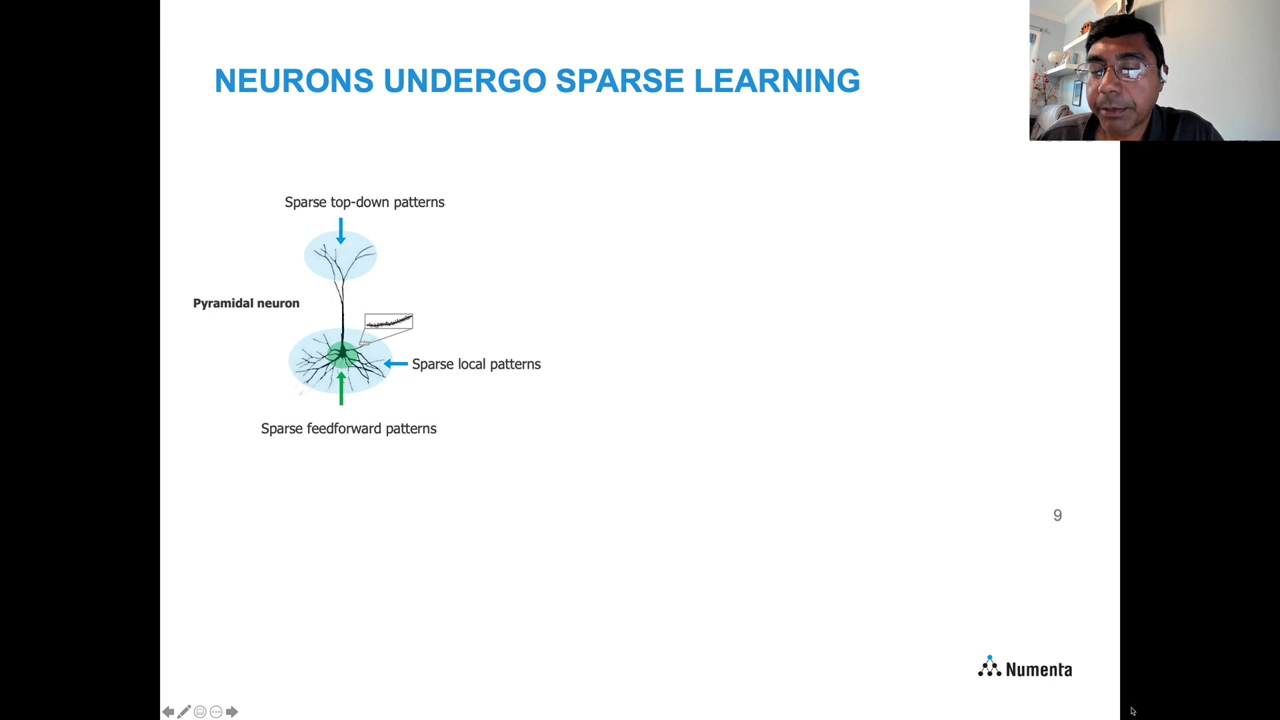 NEURONS UNDERGO SPARSE LEARNING
Sparse top-down patterns
Pyramidal neuron
Sparse local patterns
Sparse feedforward patterns
9
Numenta